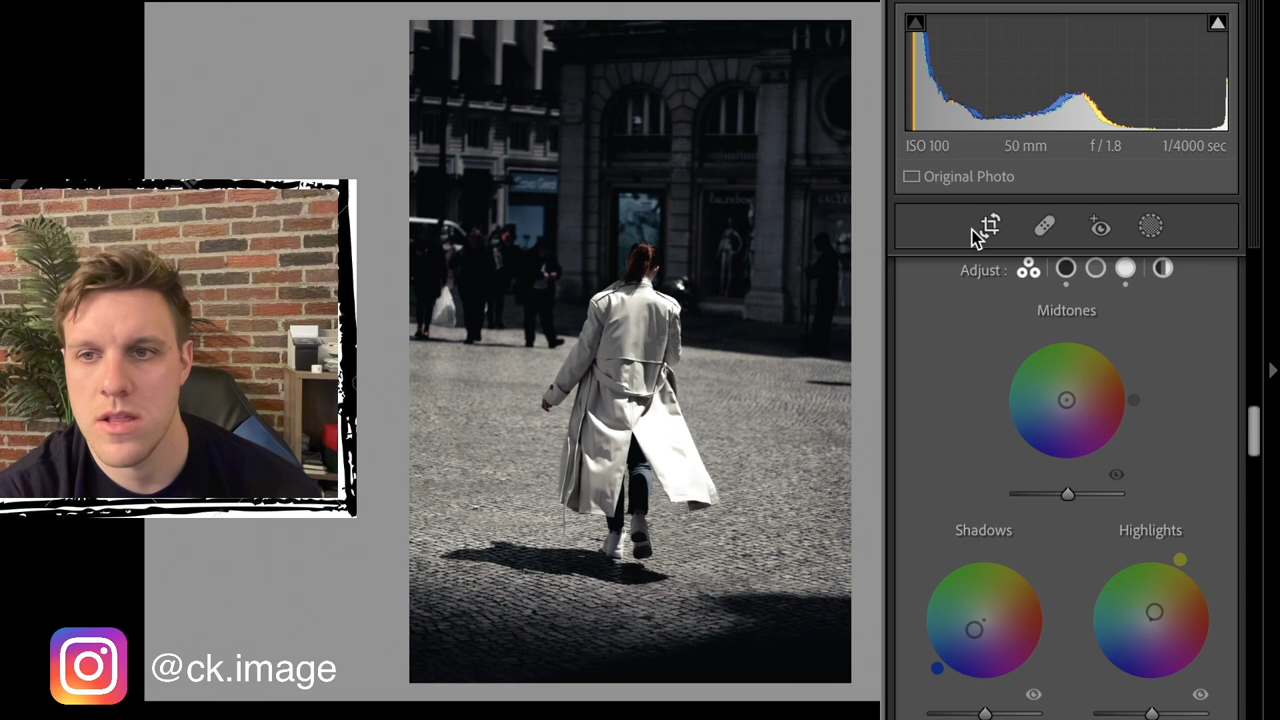 ISO 100 50 mm f / 1.8 1/4000 sec
Original Photo
Adjust :
Midtones
Shadows Highlights
@ck.image